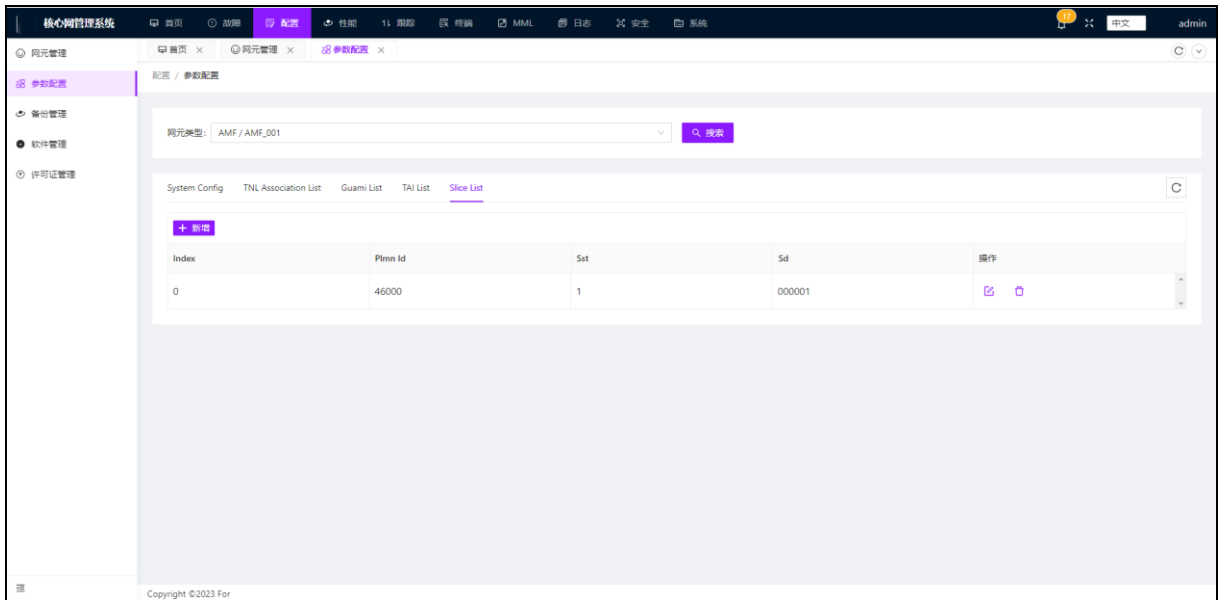 核心网管理系统 首页 故障 配置 性能 跟踪 终端 MML 日志 安全 系统 17 中文 admin
网元管理
参数配置
备份管理
软件管理
许可证管理
首页 网元管理 参数配置
配置 / 参数配置
网元类型: AMF / AMF_001 搜索
System Config TNL Association List Guami List TAI List Slice List
+ 新增
Index Plmn Id Sst Sd 操作
0 46000 1 000001
Copyright ©2023 For